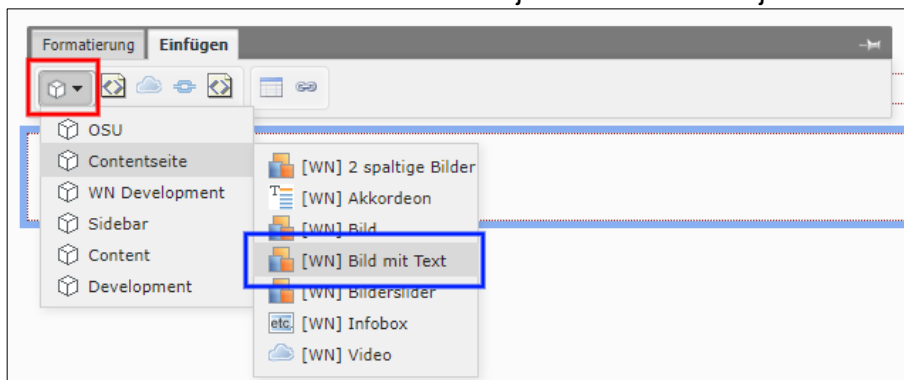 Formatierung Einfügen
OSU
Contentseite
WN Development
Sidebar
Content
Development
[WN] 2 spaltige Bilder
[WN] Akkordeon
[WN] Bild
[WN] Bild mit Text
[WN] Bilderslider
etc. [WN] Infobox
[WN] Video